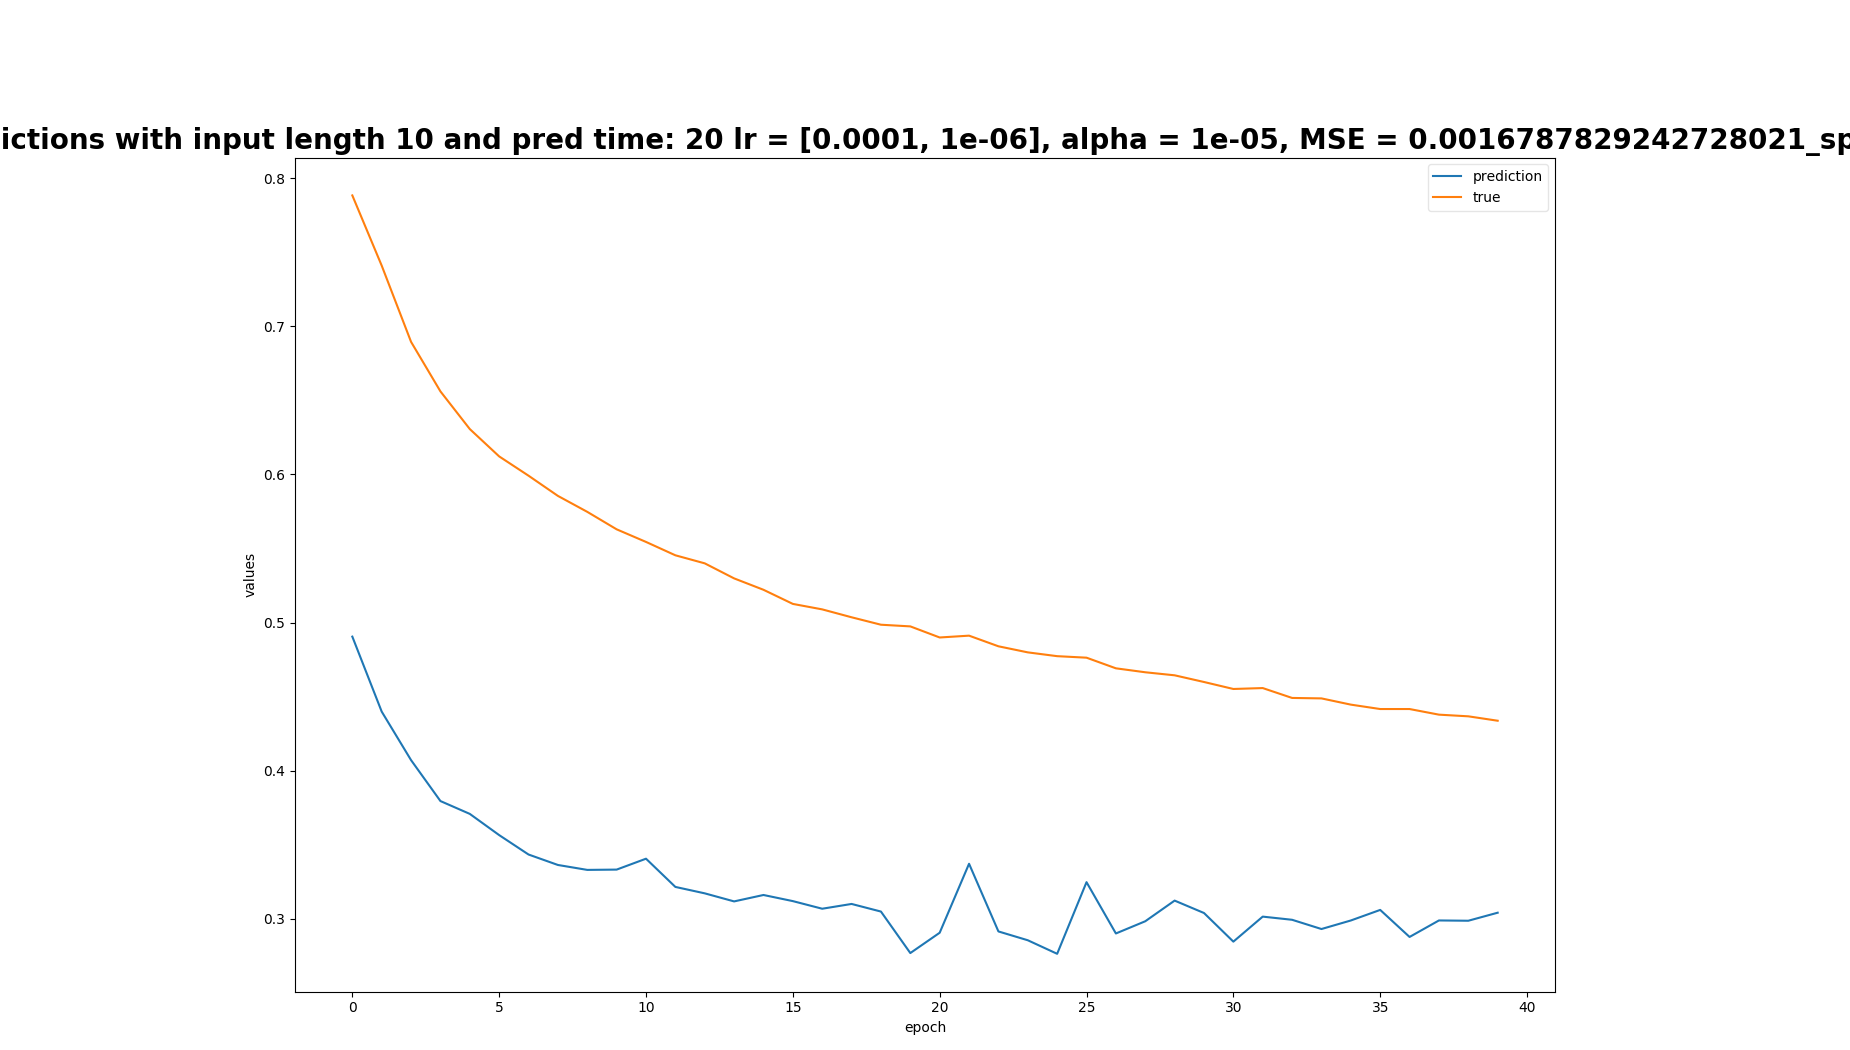 ictions with input length 10 and pred time: 20 lr = [0.0001, 1e-06], alpha = 1e-05, MSE = 0.0016787829242728021_sp
prediction
true
0.8
0.7
0.6
0.5
0.4
0.3
values
0 5 10 15 20 25 30 35 40
epoch